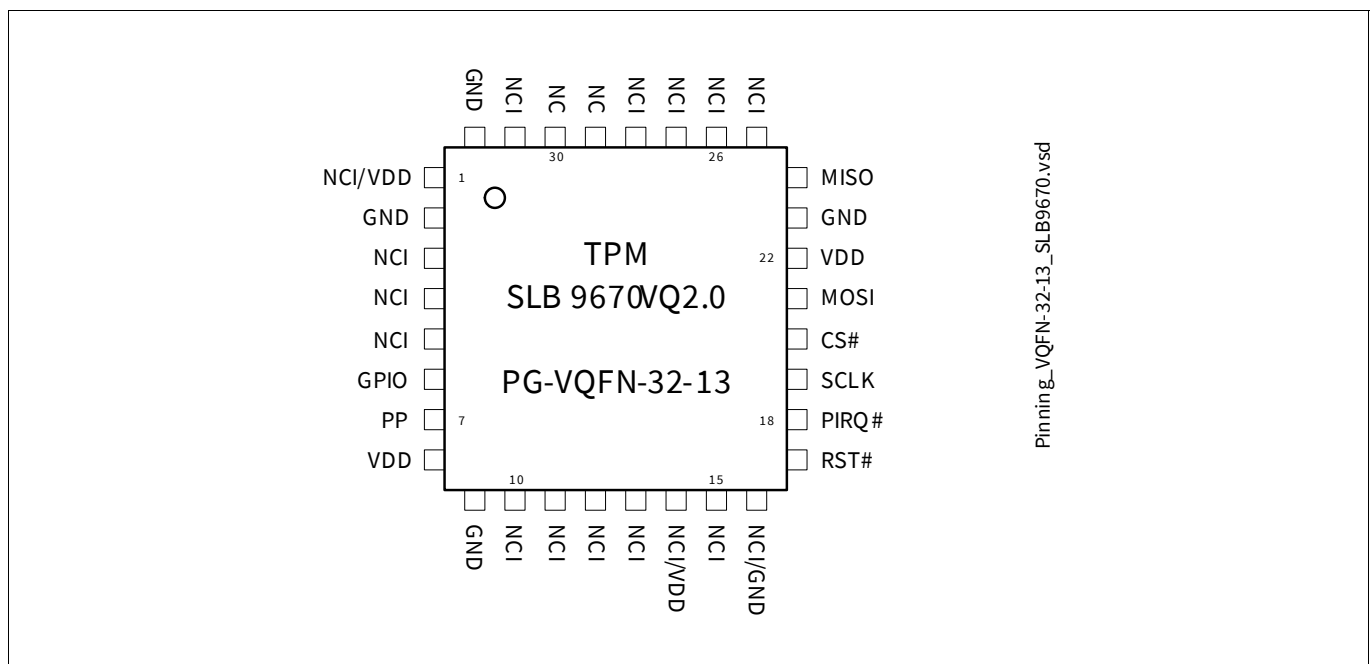 GND
NCI
NC
NC
NCI
NCI
NCI
NCI
30
26
NCI/VDD
1
MISO
GND
GND
NCI
TPM
22
VDD
NCI
SLB 9670VQ2.0
MOSI
NCI
CS#
GPIO
PG-VQFN-32-13
SCLK
PP
7
18
PIRQ#
VDD
RST#
10
15
GND
NCI
NCI
NCI
NCI
NCI/VDD
NCI
NCI/GND
Pinning_VQFN-32-13_SLB9670.vsd